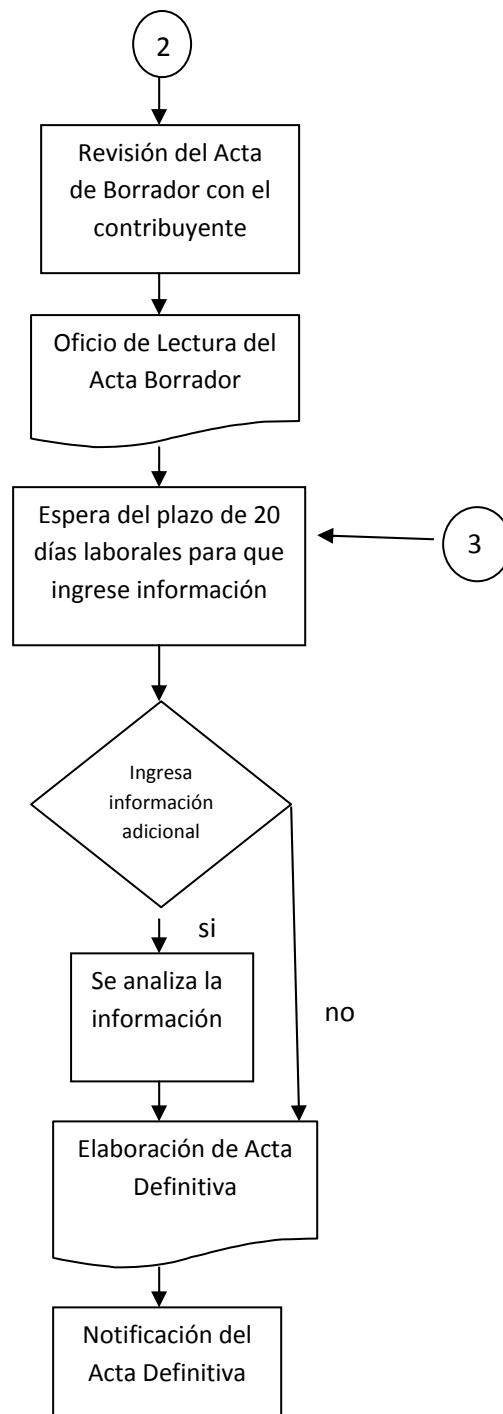 2
Revisión del Acta
de Borrador con el
contribuyente
Oficio de Lectura del
Acta Borrador
Espera del plazo de 20
días laborales para que
ingrese información
3
Ingresa
información
adicional
si
Se analiza la
información
no
Elaboración de Acta
Definitiva
Notificación del
Acta Definitiva